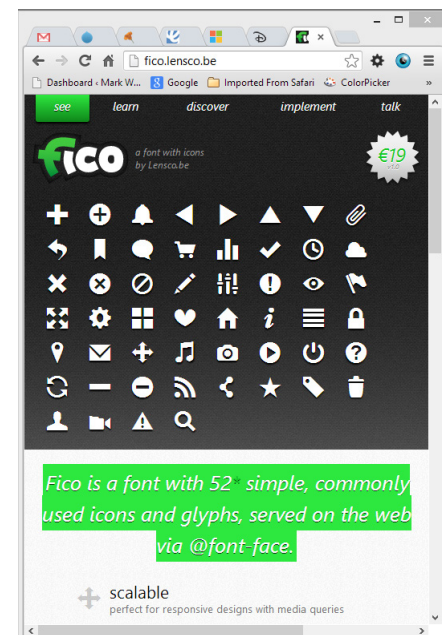 fico.lensco.be
Dashboard ‹ Mark W...
Google
Imported From Safari
ColorPicker
»
see
learn
discover
implement
talk
fico
a font with icons
by Lensco.be
€19
Fico is a font with 52* simple, commonly
used icons and glyphs, served on the web
via @font-face.
scalable
perfect for responsive designs with media queries